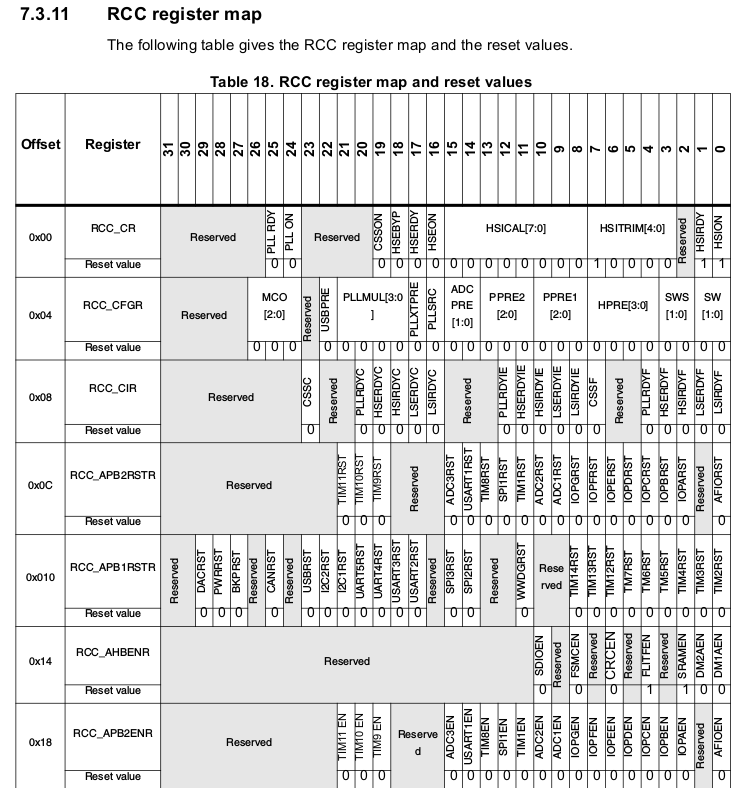 7.3.11 RCC register map
The following table gives the RCC register map and the reset values.
Table 18. RCC register map and reset values
Offset Register 31 30 29 28 27 26 25 24 23 22 21 20 19 18 17 16 15 14 13 12 11 10 9 8 7 6 5 4 3 2 1 0
0x00 RCC_CR Reserved PLL RDY PLL ON Reserved CSSON HSEBYP HSERDY HSEON HSICAL[7:0] HSITRIM[4:0] Reserved HSIRDY HSION
Reset value 0 0 0 0 0 0 0 0 0 0 0 0 0 0 1 0 0 0 0 1 1
0x04 RCC_CFGR Reserved MCO [2:0] Reserved USBPRE PLLMUL[3:0 ] PLLXTPRE PLLSRC ADC PRE [1:0] PPRE2 [2:0] PPRE1 [2:0] HPRE[3:0] SWS [1:0] SW [1:0]
Reset value 0 0 0 0 0 0 0 0 0 0 0 0 0 0 0 0 0 0 0 0 0 0 0 0 0 0
0x08 RCC_CIR Reserved CSSC Reserved PLLRDYC HSERDYC HSIRDYC LSERDYC LSIRDYC Reserved PLLRDYIE HSERDYIE HSIRDYIE LSERDYIE LSIRDYIE CSSF Reserved PLLRDYF HSERDYF HSIRDYF LSERDYF LSIRDYF
Reset value 0 0 0 0 0 0 0 0 0 0 0 0 0 0 0 0 0
0x0C RCC_APB2RSTR Reserved TIM11RST TIM10RST TIM9RST Reserved ADC3RST USART1RST TIM8RST SPI1RST TIM1RST ADC2RST ADC1RST IOPGRST IOPFRST IOPERST IOPDRST IOPCRST IOPBRST IOPARST Reserved AFIORST
Reset value 0 0 0 0 0 0 0 0 0 0 0 0 0 0 0 0 0 0
0x010 RCC_APB1RSTR Reserved DACRST PWRRST BKPRST Reserved CANRST Reserved USBRST I2C2RST I2C1RST UART5RST UART4RST USART3RST USART2RST Reserved SPI3RST SPI2RST Reserved WWDGRST Rese rved TIM14RST TIM13RST TIM12RST TM7RST TM6RST TM5RST TIM4RST TIM3RST TIM2RST
Reset value 0 0 0 0 0 0 0 0 0 0 0 0 0 0 0 0 0 0 0 0 0 0 0
0x14 RCC_AHBENR Reserved SDIOEN Reserved FSMCEN Reserved CRCEN Reserved FLITFEN Reserved SRAMEN DM2AEN DM1AEN
Reset value 0 0 0 1 1 0 0
0x18 RCC_APB2ENR Reserved TIM11 EN TIM10 EN TIM9 EN Reserve d ADC3EN USART1EN TIM8EN SPI1EN TIM1EN ADC2EN ADC1EN IOPGEN IOPFEN IOPEEN IOPDEN IOPCEN IOPBEN IOPAEN Reserved AFIOEN
Reset value 0 0 0 0 0 0 0 0 0 0 0 0 0 0 0 0 0 0